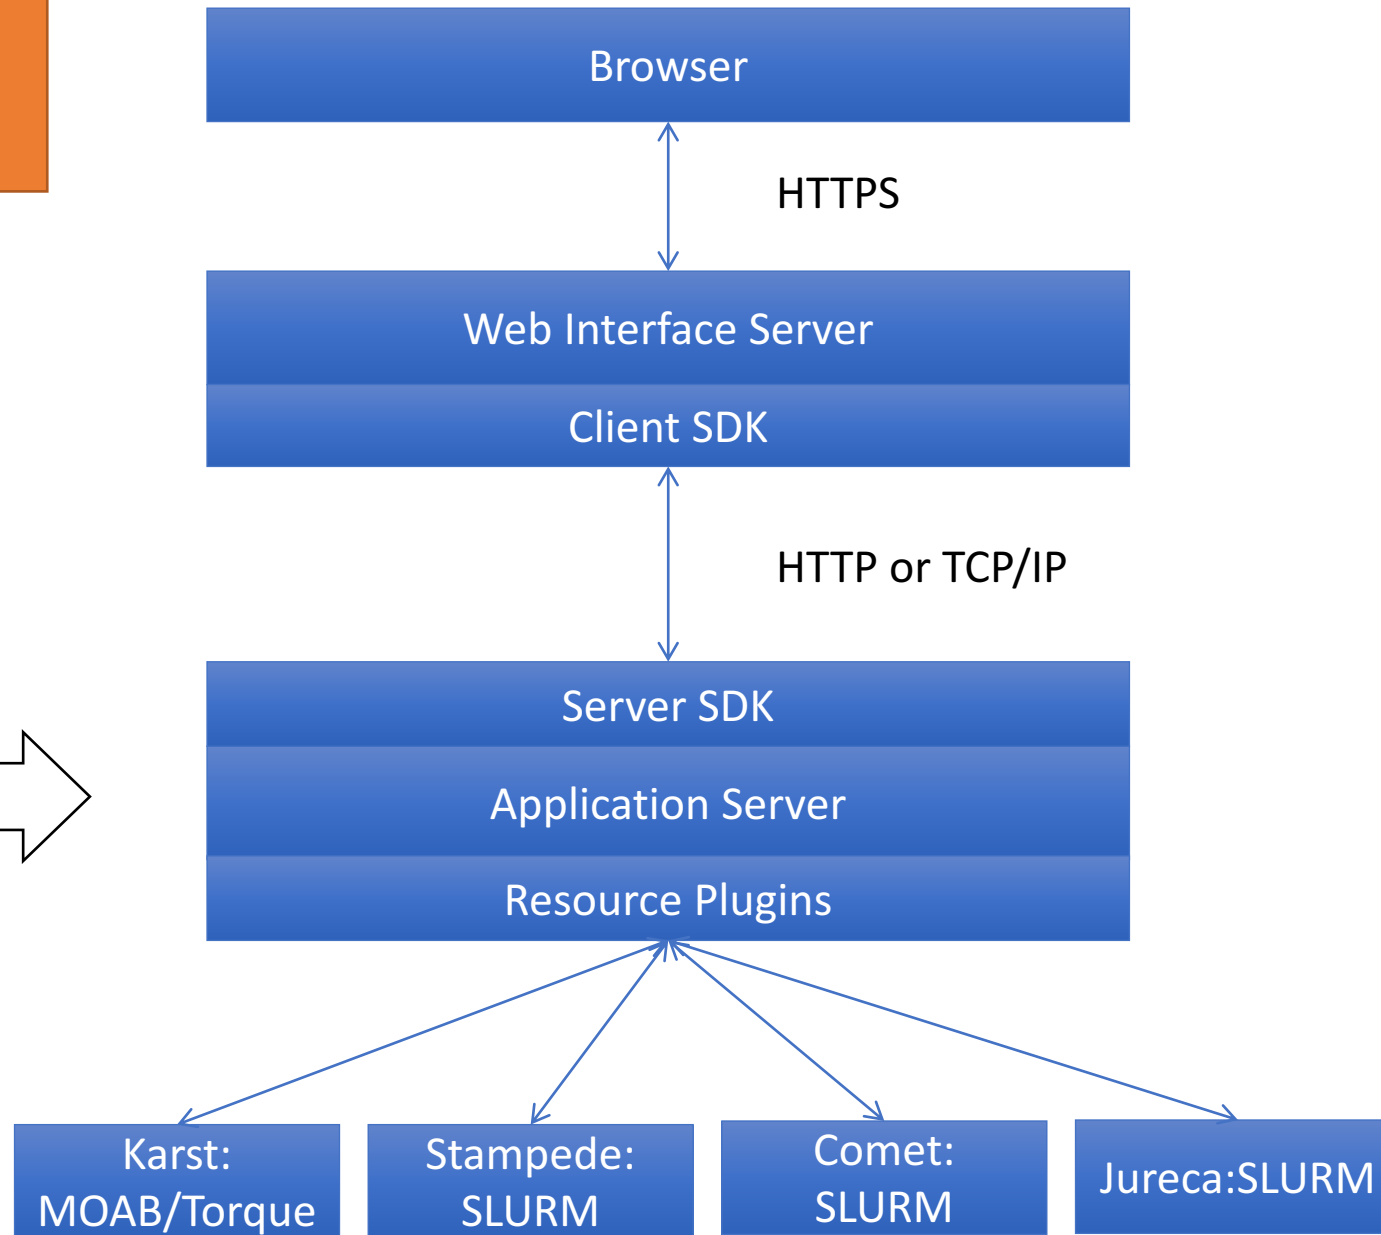 Browser
HTTPS
Web Interface Server
Client SDK
HTTP or TCP/IP
Server SDK
Application Server
Resource Plugins
Karst:
MOAB/Torque
Stampede:
SLURM
Comet:
SLURM
Jureca:SLURM